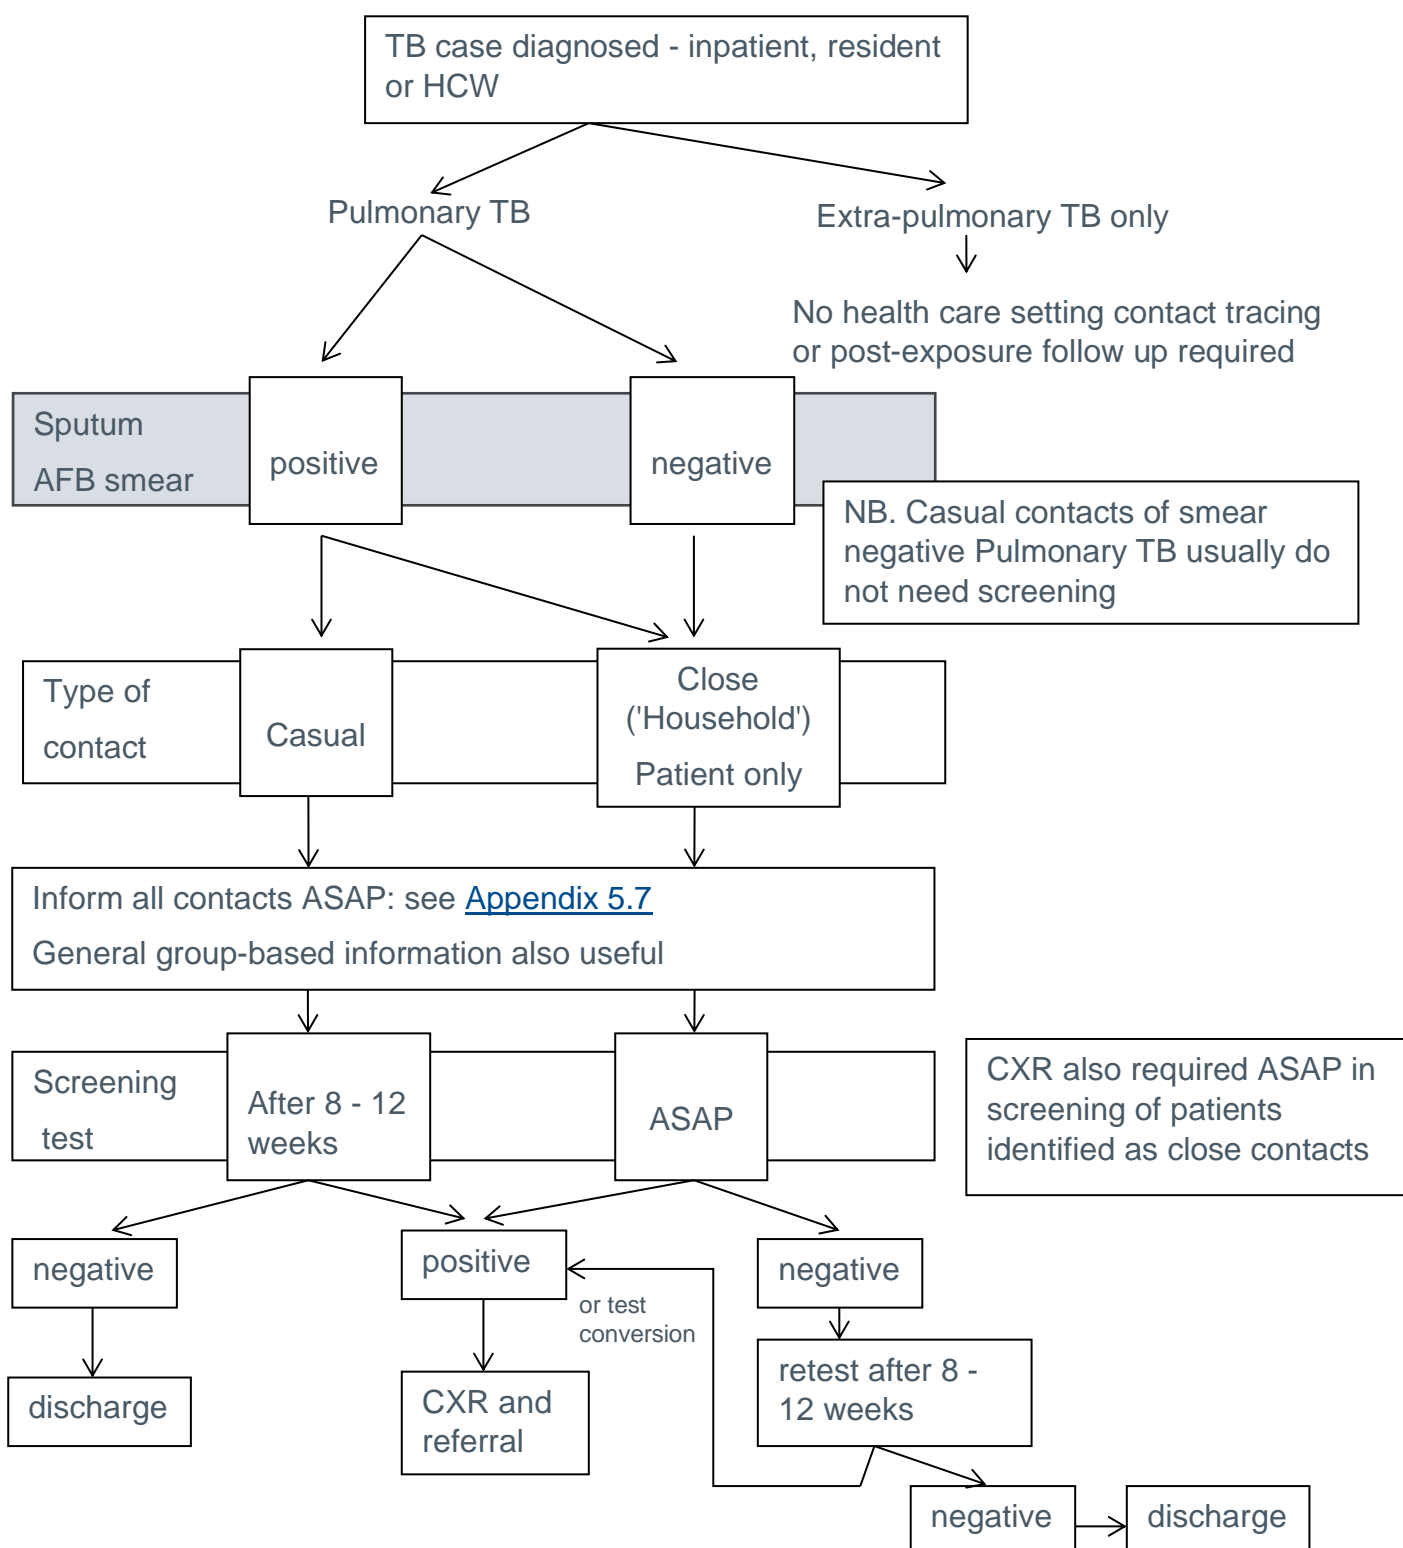 TB case diagnosed - inpatient, resident
or HCW
Pulmonary TB
Extra-pulmonary TB only
No health care setting contact tracing
or post-exposure follow up required
Sputum
AFB smear
positive
negative
NB. Casual contacts of smear
negative Pulmonary TB usually do
not need screening
Type of
contact
Casual
Close
('Household')
Patient only
Inform all contacts ASAP: see Appendix 5.7
General group-based information also useful
Screening
test
After 8 - 12
weeks
ASAP
CXR also required ASAP in
screening of patients
identified as close contacts
negative
positive
negative
or test
conversion
discharge
CXR and
referral
retest after 8 -
12 weeks
negative
discharge